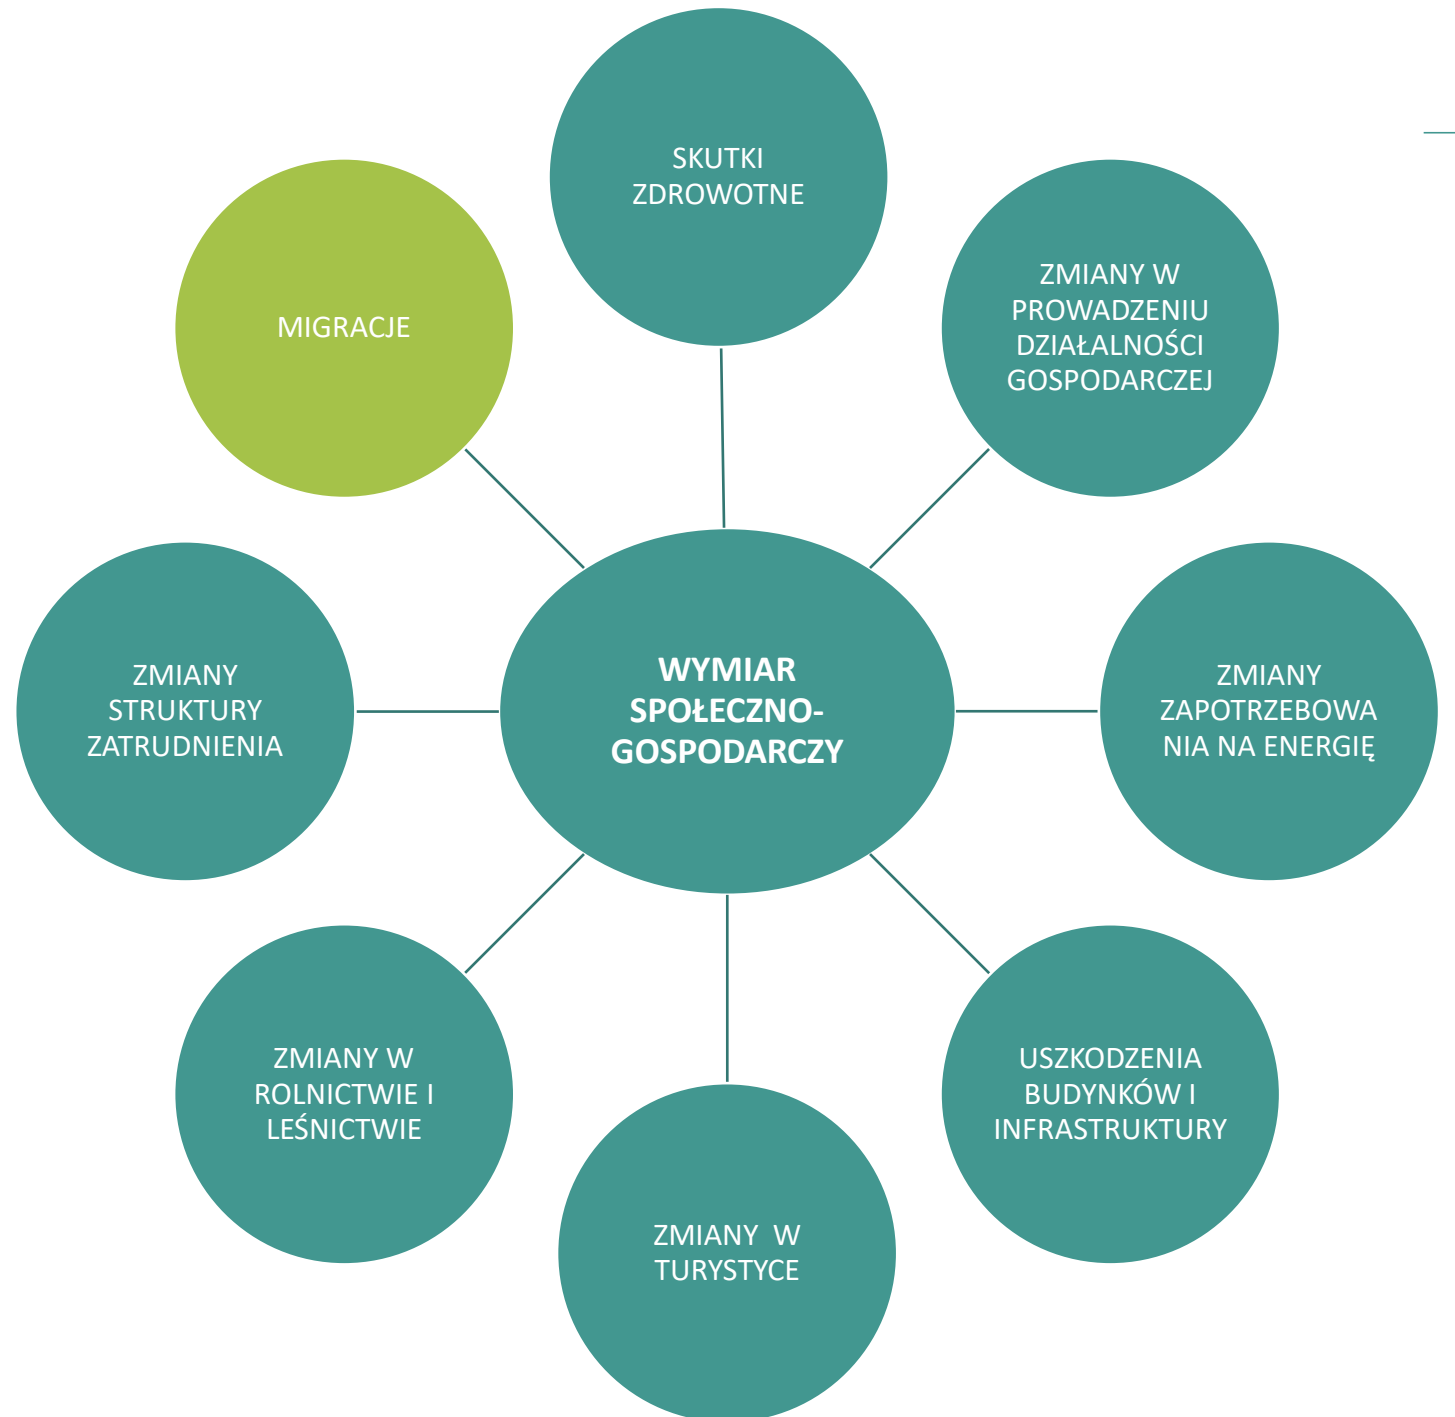 SKUTKI
ZDROWOTNE
ZMIANY W
PROWADZENIU
DZIAŁALNOŚCI
GOSPODARCZEJ
MIGRACJE
WYMIAR
SPOŁECZNO-
GOSPODARCZY
ZMIANY
STRUKTURY
ZATRUDNIENIA
ZMIANY
ZAPOTRZEBOWA
NIA NA ENERGIĘ
ZMIANY W
ROLNICTWIE I
LEŚNICTWIE
USZKODZENIA
BUDYNKÓW I
INFRASTRUKTURY
ZMIANY W
TURYSTYCE